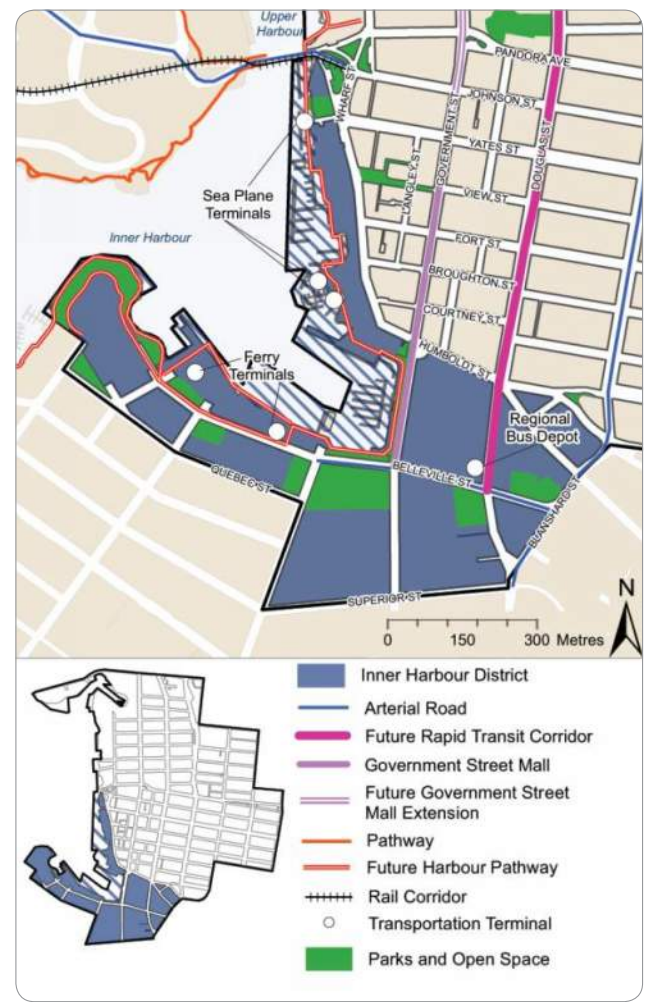 Upper
Harbour
PANDORA AVE
WHARF ST
JOHNSON ST
GOVERNMENT ST
DOUGLAS ST
YATES ST
LANGLEY ST
Sea Plane
Terminals
VIEW ST
Inner Harbour
FORT ST
BROUGHTON ST
COURTNEY ST
HUMBOLDT ST
Ferry
Terminals
Regional
Bus Depot
BELLEVILLE ST
QUEBEC ST
BLANSHARD ST
SUPERIOR ST
N
0 150 300 Metres
Inner Harbour District
Arterial Road
Future Rapid Transit Corridor
Government Street Mall
Future Government Street
Mall Extension
Pathway
Future Harbour Pathway
Rail Corridor
Transportation Terminal
Parks and Open Space